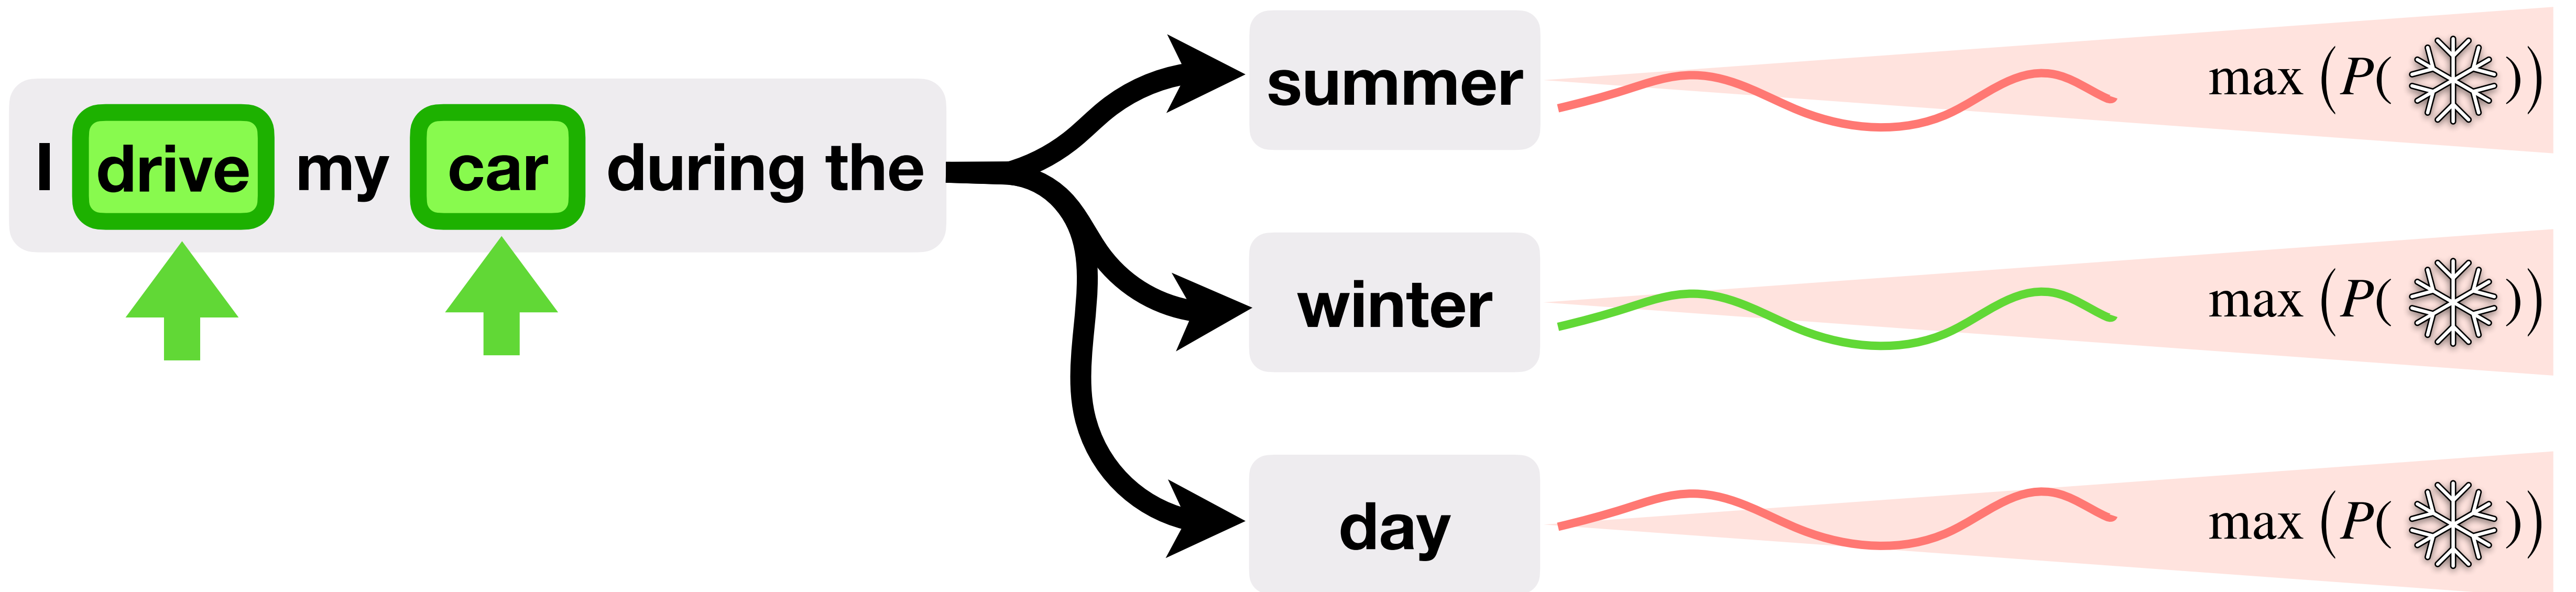 I drive my car during the
summer
max (P( ❄ ))
winter
max (P( ❄ ))
day
max (P( ❄ ))